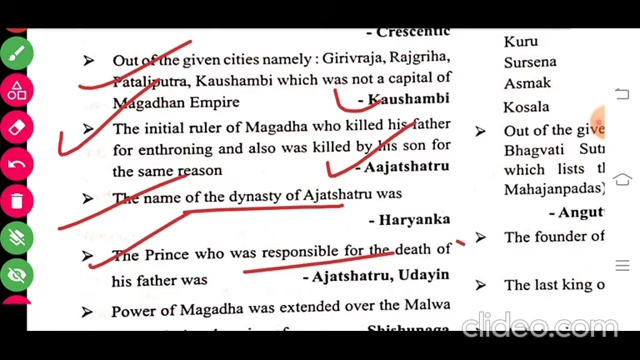 - Crescentic
Out of the given cities namely : Girivraja, Rajgriha,
Pataliputra, Kaushambi which was not a capital of
Magadhan Empire
- Kaushambi
The initial ruler of Magadha who killed his father
for enthroning and also was killed by his son for
the same reason
- Aajatshatru
The name of the dynasty of Ajatshatru was
- Haryanka
The Prince who was responsible for the death of
his father was
- Ajatshatru, Udayin
Power of Magadha was extended over the Malwa
Shishunaga
Kuru
Sursena
Asmak
Kosala
Out of the give
Bhagvati Sut
which lists th
Mahajanpadas)
- Angut
The founder of
The last king o
clideo.com